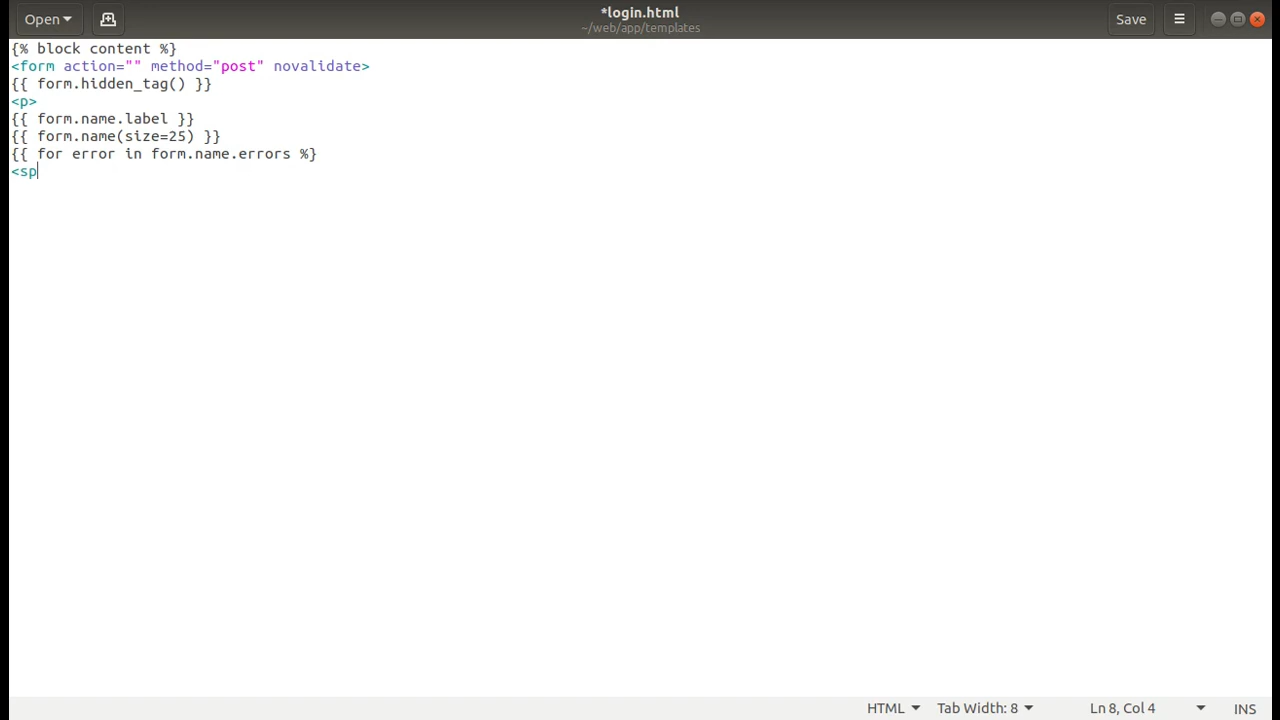 Open
*login.html
~/web/app/templates
Save
{% block content %}
<form action="" method="post" novalidate>
{{ form.hidden_tag() }}
<p>
{{ form.name.label }}
{{ form.name(size=25) }}
{{ for error in form.name.errors %}
<sp
HTML
Tab Width: 8
Ln 8, Col 4
INS